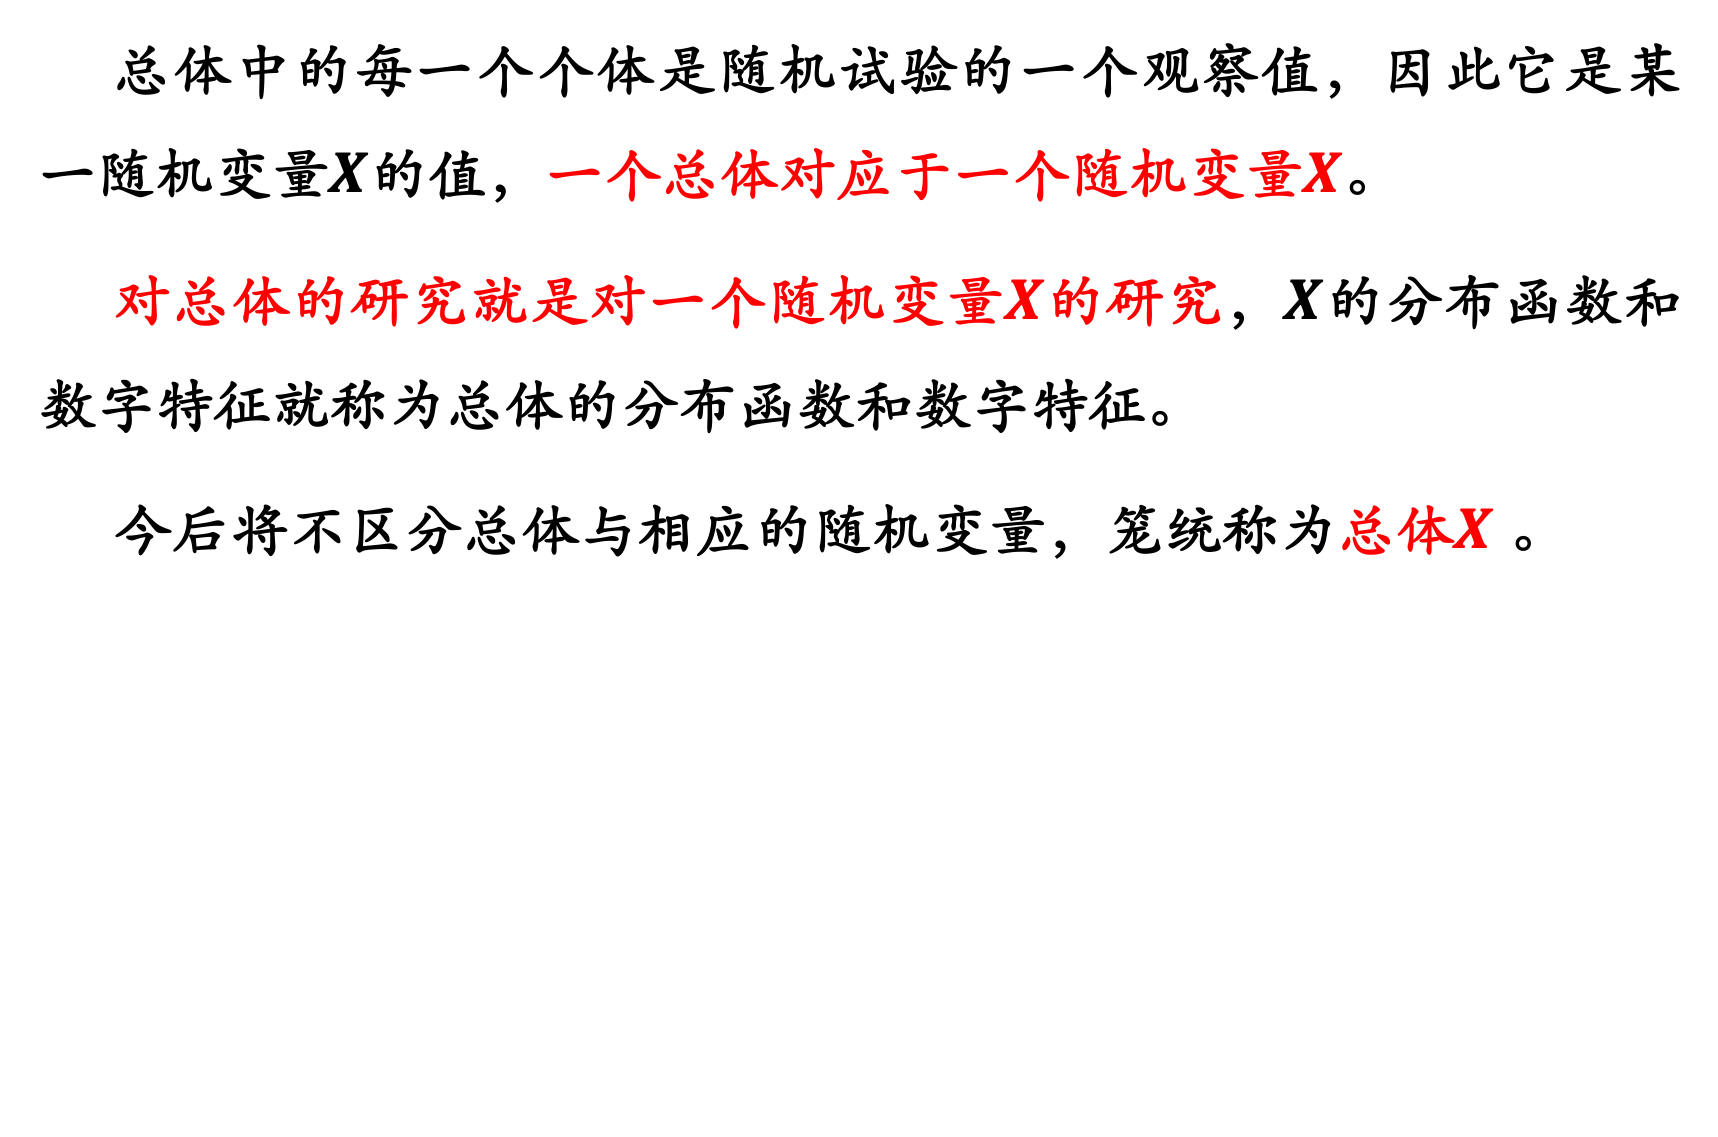 总体中的每一个个体是随机试验的一个观察值，因此它是某
一随机变量X的值，一个总体对应于一个随机变量X。
对总体的研究就是对一个随机变量X的研究，X的分布函数和
数字特征就称为总体的分布函数和数字特征。
今后将不区分总体与相应的随机变量，笼统称为总体X 。